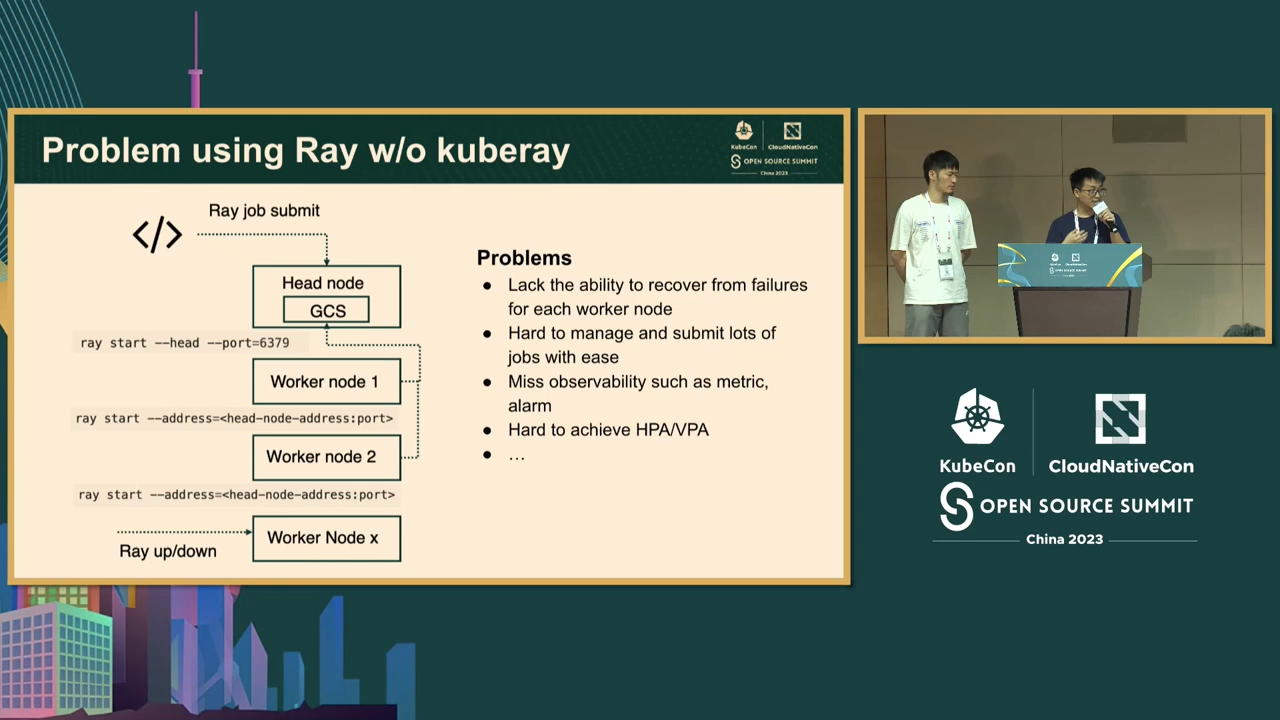 Problem using Ray w/o kuberay
KubeCon
CloudNativeCon
OPEN SOURCE SUMMIT
China 2023
Ray job submit
</>
Head node
GCS
ray start --head --port=6379
Worker node 1
ray start --address=<head-node-address:port>
Worker node 2
ray start --address=<head-node-address:port>
Worker Node x
Ray up/down
Problems
● Lack the ability to recover from failures
for each worker node
● Hard to manage and submit lots of
jobs with ease
● Miss observability such as metric,
alarm
● Hard to achieve HPA/VPA
● …
KubeCon
CloudNativeCon
OPEN SOURCE SUMMIT
China 2023